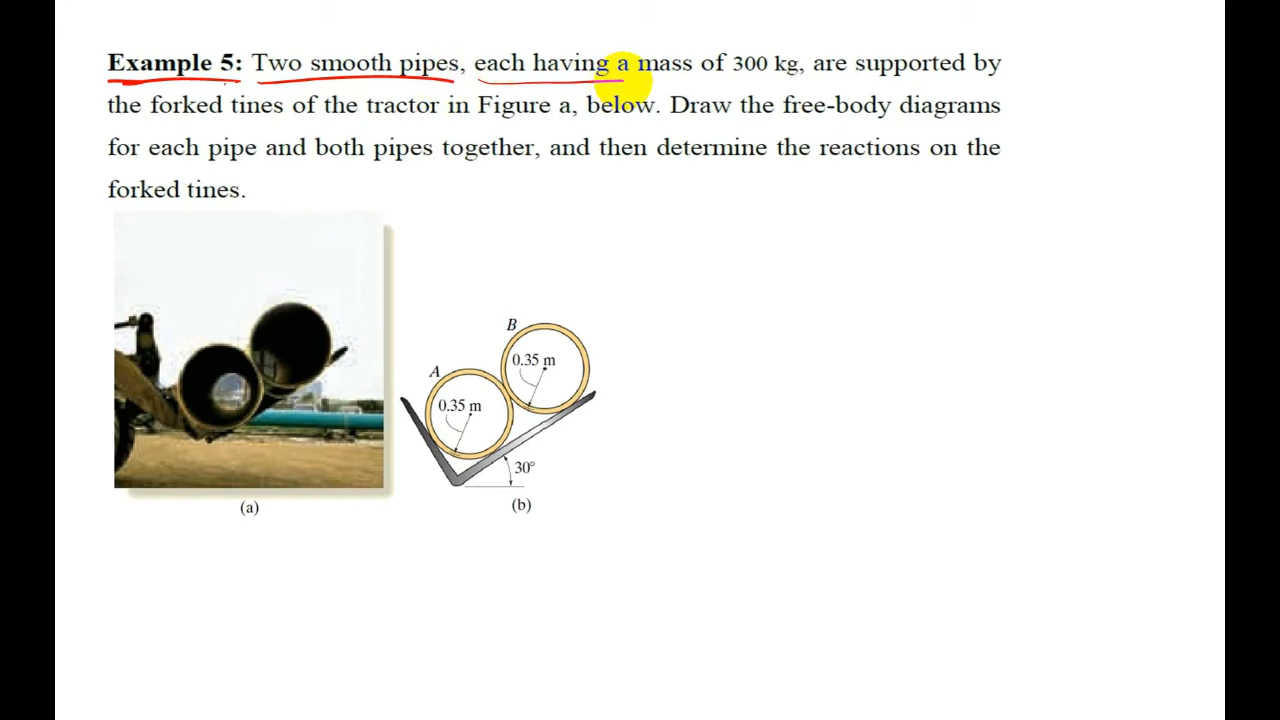 Example 5: Two smooth pipes, each having a mass of 300 kg, are supported by
the forked tines of the tractor in Figure a, below. Draw the free-body diagrams
for each pipe and both pipes together, and then determine the reactions on the
forked tines.
B
0.35 m
A
0.35 m
30°
(a)
(b)